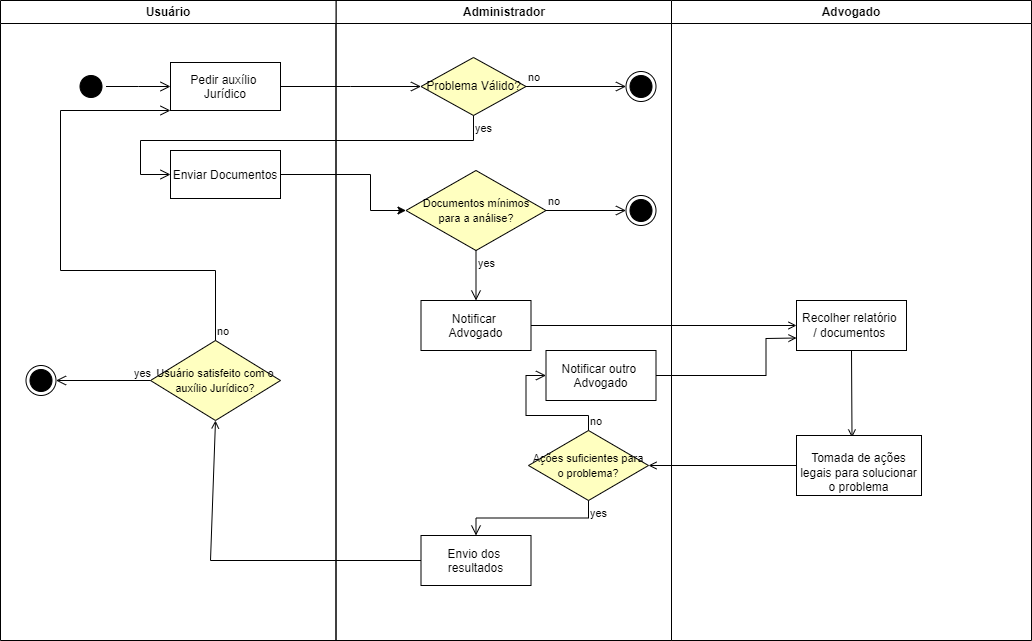 Usuário
Administrador
Advogado
Pedir auxílio
Jurídico
Problema Válido?
no
yes
Enviar Documentos
Documentos mínimos
para a análise?
no
yes
Notificar
Advogado
Recolher relatório
/ documentos
no
Notificar outro
Advogado
yes
Usuário satisfeito com o
auxílio Jurídico?
no
Ações suficientes para
o problema?
Tomada de ações
legais para solucionar
o problema
yes
Envio dos
resultados